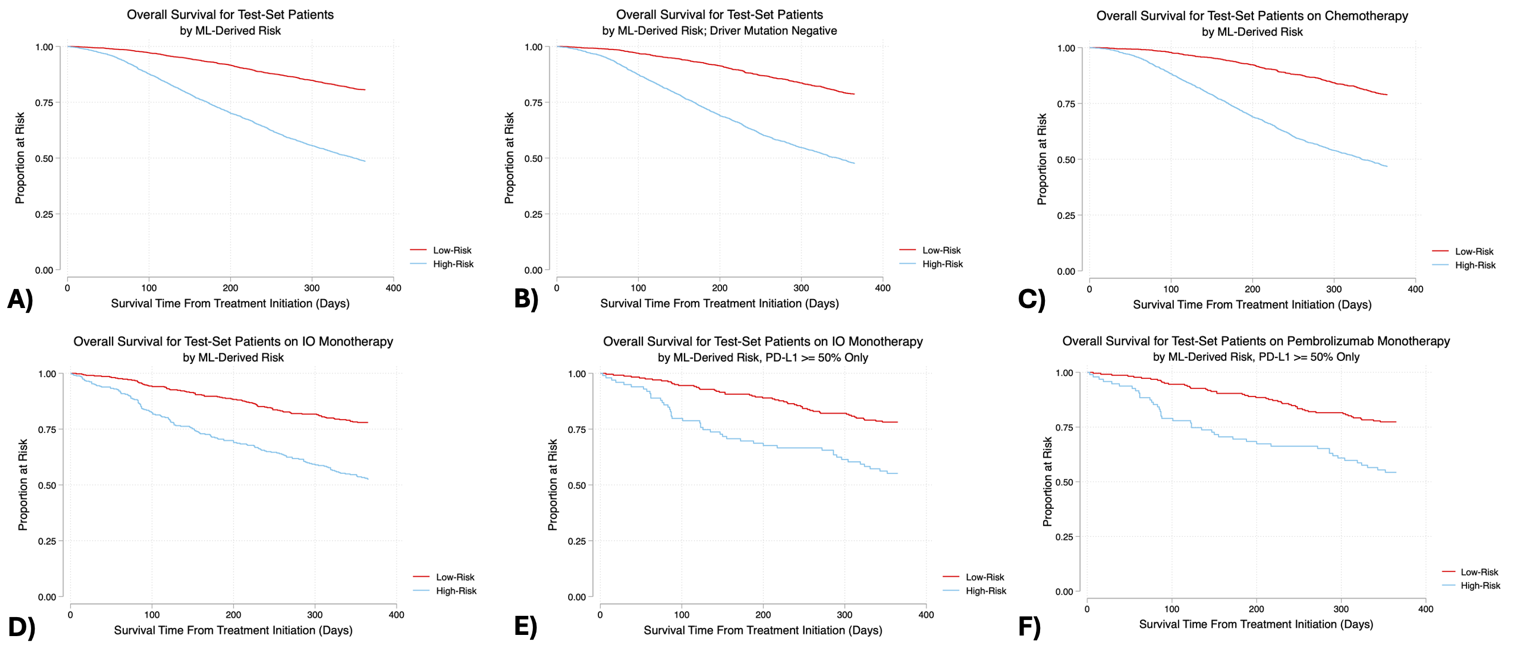 Overall Survival for Test-Set Patients
by ML-Derived Risk
1.00
0.75
0.50
0.25
0.00
Proportion at Risk
0 100 200 300 400
Survival Time From Treatment Initiation (Days)
Low-Risk
High-Risk
A)
Overall Survival for Test-Set Patients
by ML-Derived Risk; Driver Mutation Negative
1.00
0.75
0.50
0.25
0.00
Proportion at Risk
0 100 200 300 400
Survival Time From Treatment Initiation (Days)
Low-Risk
High-Risk
B)
Overall Survival for Test-Set Patients on Chemotherapy
by ML-Derived Risk
1.00
0.75
0.50
0.25
0.00
Proportion at Risk
0 100 200 300 400
Survival Time From Treatment Initiation (Days)
Low-Risk
High-Risk
C)
Overall Survival for Test-Set Patients on IO Monotherapy
by ML-Derived Risk
1.00
0.75
0.50
0.25
0.00
Proportion at Risk
0 100 200 300 400
Survival Time From Treatment Initiation (Days)
Low-Risk
High-Risk
D)
Overall Survival for Test-Set Patients on IO Monotherapy
by ML-Derived Risk, PD-L1 >= 50% Only
1.00
0.75
0.50
0.25
0.00
Proportion at Risk
0 100 200 300 400
Survival Time From Treatment Initiation (Days)
Low-Risk
High-Risk
E)
Overall Survival for Test-Set Patients on Pembrolizumab Monotherapy
by ML-Derived Risk, PD-L1 >= 50% Only
1.00
0.75
0.50
0.25
0.00
Proportion at Risk
0 100 200 300 400
Survival Time From Treatment Initiation (Days)
Low-Risk
High-Risk
F)